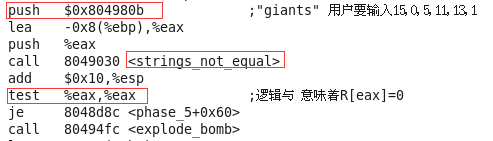 push   $0x804980b             ;"giants" 用户要输入15,0,5,11,13,1
lea    -0x8(%ebp),%eax
push   %eax
call   8049030 <strings_not_equal>
add    $0x10,%esp
test   %eax,%eax              ;逻辑与 意味着R[eax]=0
je     8048d8c <phase_5+0x60>
call   80494fc <explode_bomb>